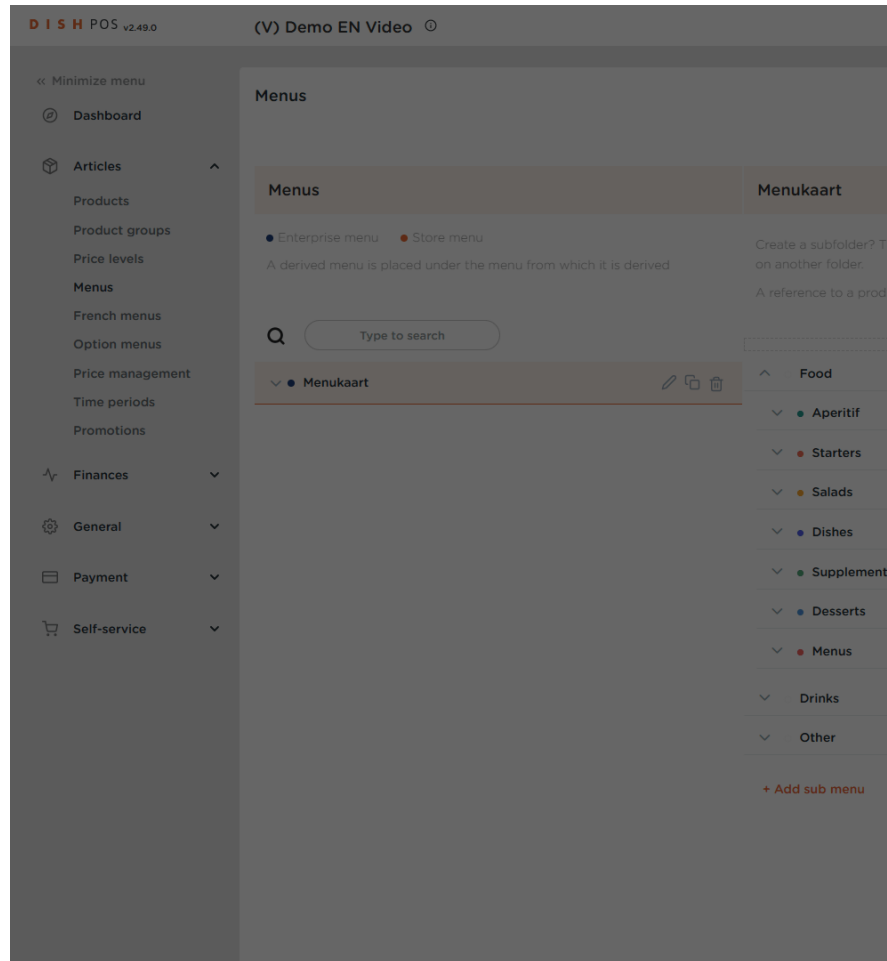 DISH POS v2.49.0
(V) Demo EN Video
« Minimize menu
Dashboard
Articles
Products
Product groups
Price levels
Menus
French menus
Option menus
Price management
Time periods
Promotions
Finances
General
Payment
Self-service
Menus
Menus
Enterprise menu Store menu
A derived menu is placed under the menu from which it is derived
Type to search
Menukaart
Menukaart
Create a subfolder? T
on another folder.
A reference to a prod
Food
Aperitif
Starters
Salads
Dishes
Supplement
Desserts
Menus
Drinks
Other
+ Add sub menu